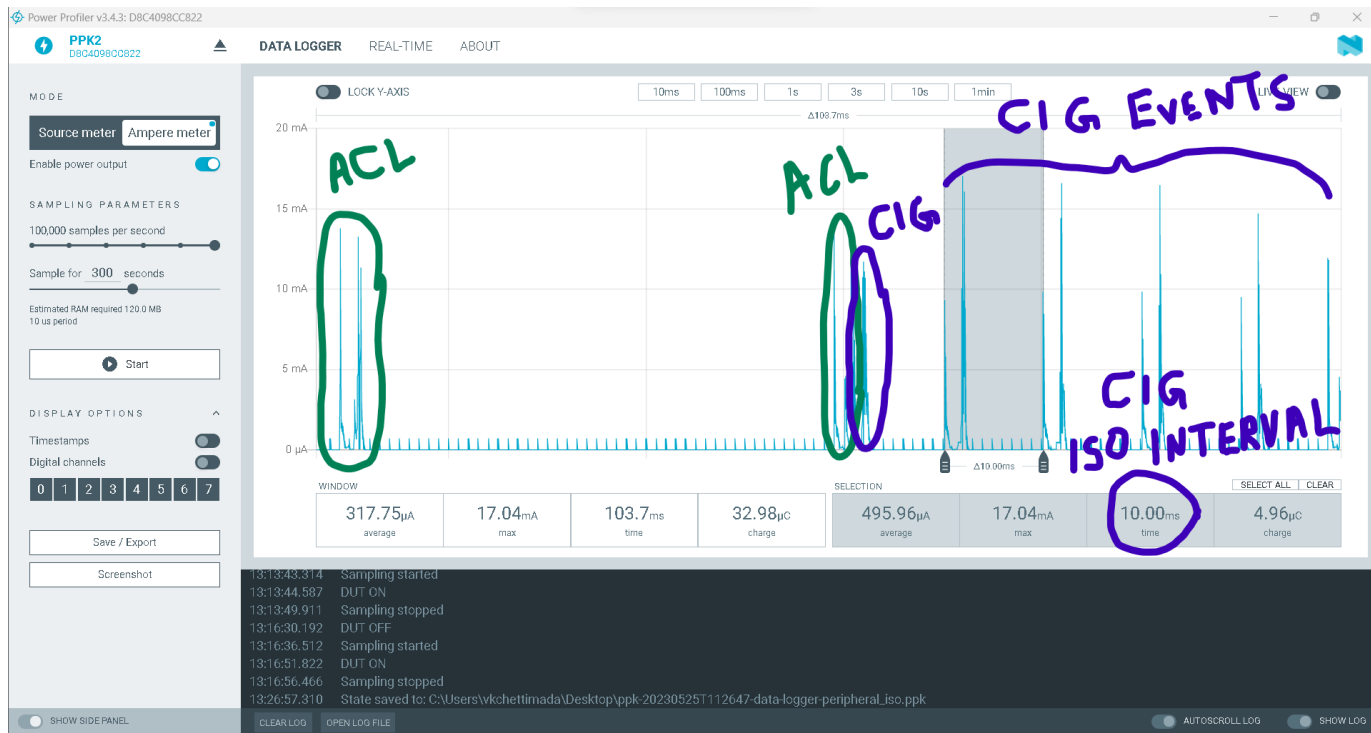 Power Profiler v3.4.3: D8C4098CC822
PPK2
D8C4098CC822
DATA LOGGER REAL-TIME ABOUT
MODE
Source meter Ampere meter
Enable power output
SAMPLING PARAMETERS
100,000 samples per second
Sample for 300 seconds
Estimated RAM required 120.0 MB
10 us period
Start
DISPLAY OPTIONS
Timestamps
Digital channels
0 1 2 3 4 5 6 7
Save / Export
Screenshot
SHOW SIDE PANEL
LOCK Y-AXIS
10ms 100ms 1s 3s 10s 1min
LIVE VIEW
CIG EVENTS
Δ103.7ms
20 mA
15 mA
10 mA
5 mA
0 µA
ACL
ACL
CIG
CIG
ISO INTERVAL
Δ10.00ms
WINDOW
317.75µA 17.04mA 103.7ms 32.98µC
average max time charge
SELECTION
SELECT ALL CLEAR
495.96µA 17.04mA 10.00ms 4.96µC
average max time charge
13:13:43.314 Sampling started
13:13:44.587 DUT ON
13:13:49.911 Sampling stopped
13:16:30.192 DUT OFF
13:16:36.512 Sampling started
13:16:51.822 DUT ON
13:16:56.466 Sampling stopped
13:26:57.310 State saved to: C:\Users\vkchettimada\Desktop\ppk-20230525T112647-data-logger-peripheral_iso.ppk
CLEAR LOG OPEN LOG FILE
AUTOSCROLL LOG SHOW LOG